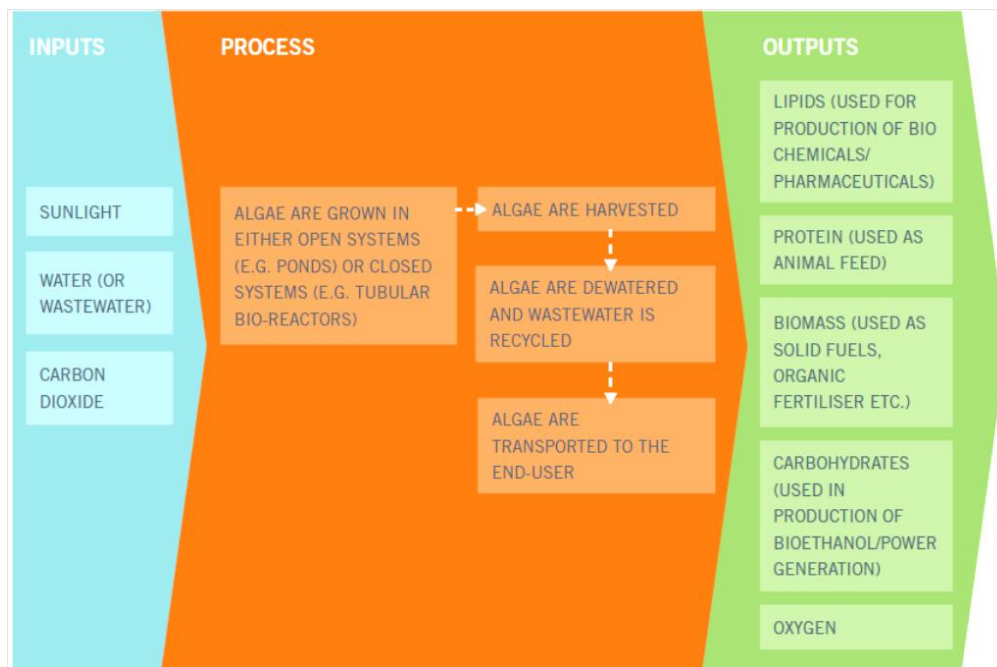 INPUTS
SUNLIGHT
WATER (OR
WASTEWATER)
CARBON
DIOXIDE
PROCESS
ALGAE ARE GROWN IN
EITHER OPEN SYSTEMS
(E.G. PONDS) OR CLOSED
SYSTEMS (E.G. TUBULAR
BIO-REACTORS)
ALGAE ARE HARVESTED
ALGAE ARE DEWATERED
AND WASTEWATER IS
RECYCLED
ALGAE ARE
TRANSPORTED TO THE
END-USER
OUTPUTS
LIPIDS (USED FOR
PRODUCTION OF BIO
CHEMICALS/
PHARMACEUTICALS)
PROTEIN (USED AS
ANIMAL FEED)
BIOMASS (USED AS
SOLID FUELS,
ORGANIC
FERTILISER ETC.)
CARBOHYDRATES
(USED IN
PRODUCTION OF
BIOETHANOL/POWER
GENERATION)
OXYGEN